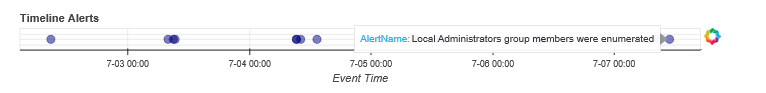 Timeline Alerts
AlertName: Local Administrators group members were enumerated
7-03 00:00 7-04 00:00 7-05 00:00 7-06 00:00 7-07 00:00
Event Time